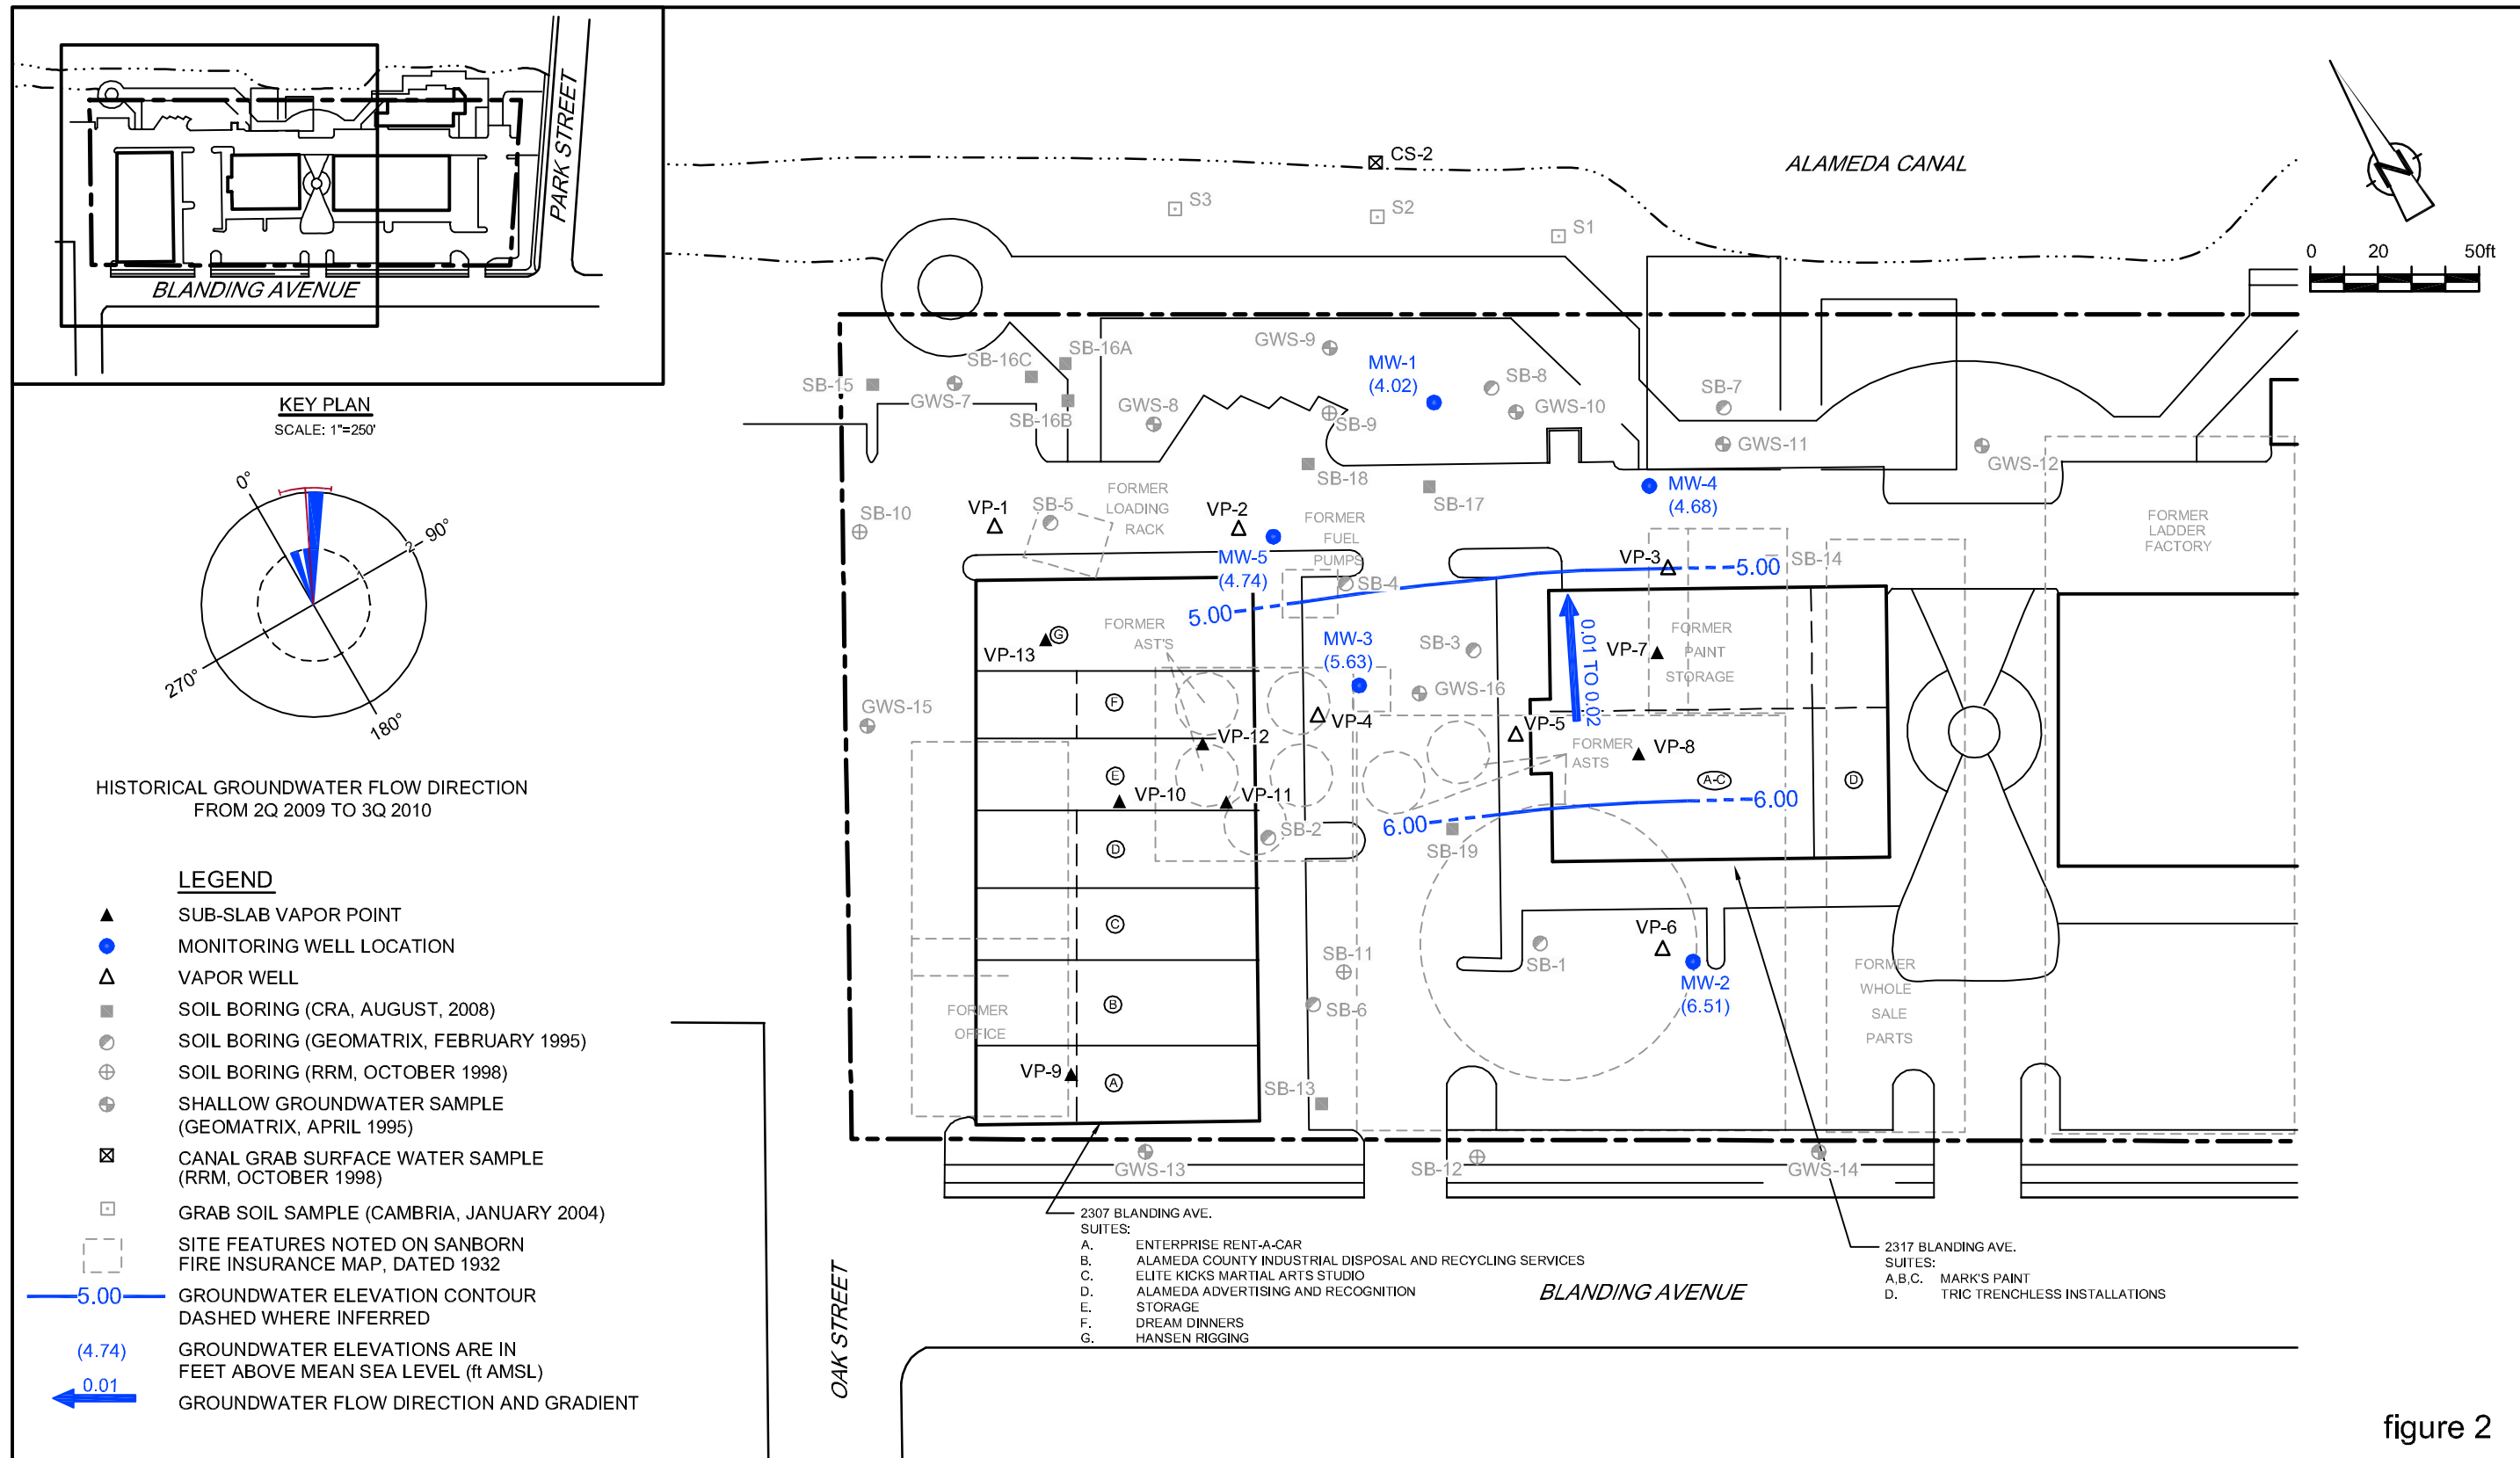 PARK STREET
BLANDING AVENUE
KEY PLAN
SCALE: 1"=250'
0°
2
90°
270°
180°
HISTORICAL GROUNDWATER FLOW DIRECTION
FROM 2Q 2009 TO 3Q 2010
LEGEND
SUB-SLAB VAPOR POINT
MONITORING WELL LOCATION
VAPOR WELL
SOIL BORING (CRA, AUGUST, 2008)
SOIL BORING (GEOMATRIX, FEBRUARY 1995)
SOIL BORING (RRM, OCTOBER 1998)
SHALLOW GROUNDWATER SAMPLE
(GEOMATRIX, APRIL 1995)
CANAL GRAB SURFACE WATER SAMPLE
(RRM, OCTOBER 1998)
GRAB SOIL SAMPLE (CAMBRIA, JANUARY 2004)
SITE FEATURES NOTED ON SANBORN
FIRE INSURANCE MAP, DATED 1932
5.00
GROUNDWATER ELEVATION CONTOUR
DASHED WHERE INFERRED
(4.74)
GROUNDWATER ELEVATIONS ARE IN
FEET ABOVE MEAN SEA LEVEL (ft AMSL)
0.01
GROUNDWATER FLOW DIRECTION AND GRADIENT
CS-2
ALAMEDA CANAL
N
0 20 50ft
S3
S2
S1
GWS-9
SB-16A
SB-16C
SB-15
GWS-7
SB-16B
GWS-8
SB-9
MW-1
(4.02)
SB-8
GWS-10
SB-7
GWS-11
GWS-12
SB-18
SB-17
MW-4
(4.68)
SB-10
VP-1
SB-5
FORMER
LOADING
RACK
VP-2
MW-5
(4.74)
FORMER
FUEL
PUMPS
SB-4
VP-3
5.00
SB-14
FORMER
LADDER
FACTORY
5.00
G
VP-13
FORMER
AST'S
MW-3
(5.63)
SB-3
GWS-16
0.01 TO 0.02
VP-7
FORMER
PAINT
STORAGE
F
GWS-15
VP-4
VP-5
VP-12
FORMER
ASTS
VP-8
E
A-C
D
VP-10
VP-11
6.00
6.00
SB-2
SB-19
D
C
VP-6
SB-11
SB-1
MW-2
(6.51)
FORMER
WHOLE
SALE
PARTS
FORMER
OFFICE
B
SB-6
VP-9
A
SB-13
GWS-13
SB-12
GWS-14
2307 BLANDING AVE.
SUITES:
A. ENTERPRISE RENT-A-CAR
B. ALAMEDA COUNTY INDUSTRIAL DISPOSAL AND RECYCLING SERVICES
C. ELITE KICKS MARTIAL ARTS STUDIO
D. ALAMEDA ADVERTISING AND RECOGNITION
E. STORAGE
F. DREAM DINNERS
G. HANSEN RIGGING
2317 BLANDING AVE.
SUITES:
A,B,C. MARK'S PAINT
D. TRIC TRENCHLESS INSTALLATIONS
BLANDING AVENUE
OAK STREET
figure 2